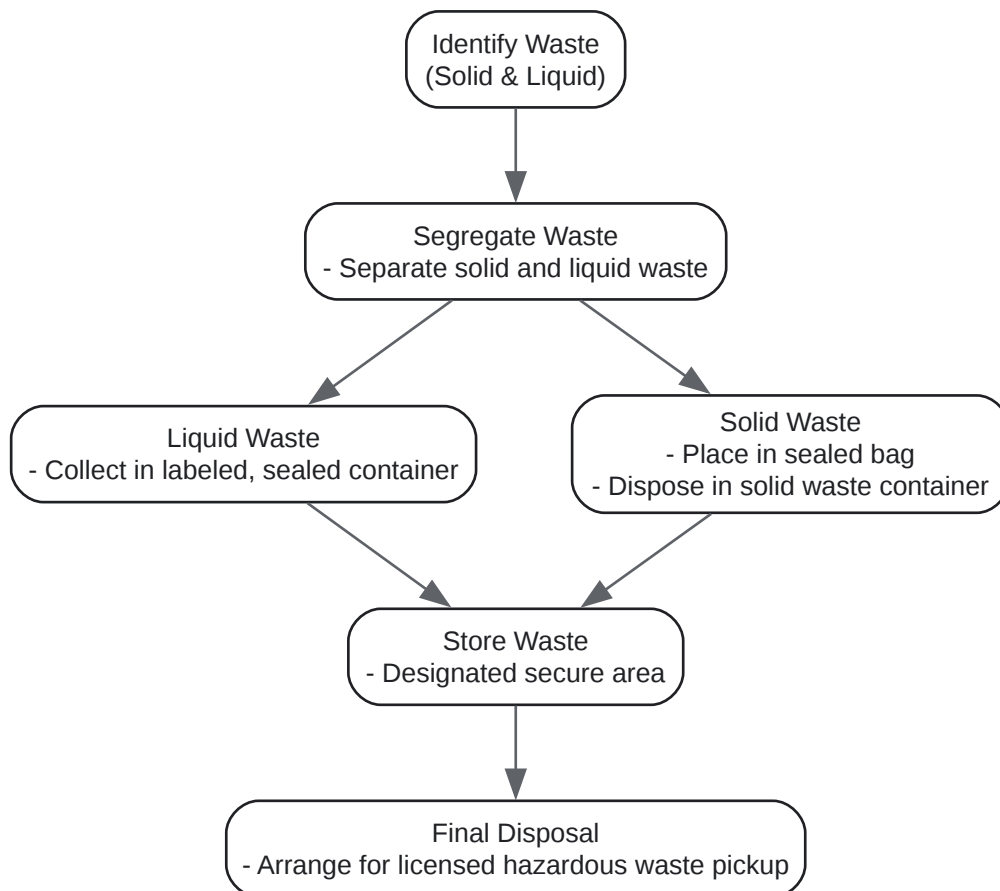 Identify Waste
(Solid & Liquid)
Segregate Waste
- Separate solid and liquid waste
Liquid Waste
- Collect in labeled, sealed container
Solid Waste
- Place in sealed bag
- Dispose in solid waste container
Store Waste
- Designated secure area
Final Disposal
- Arrange for licensed hazardous waste pickup